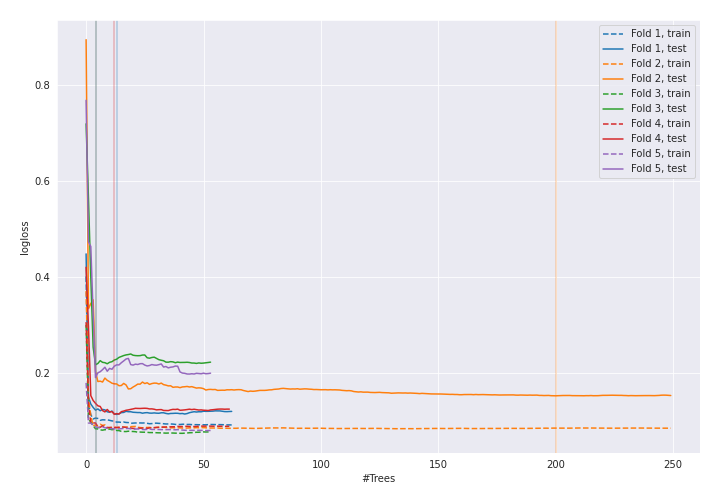 0.8
0.6
0.4
0.2
logloss
0
50
100
150
200
250
#Trees
Fold 1, train
Fold 1, test
Fold 2, train
Fold 2, test
Fold 3, train
Fold 3, test
Fold 4, train
Fold 4, test
Fold 5, train
Fold 5, test